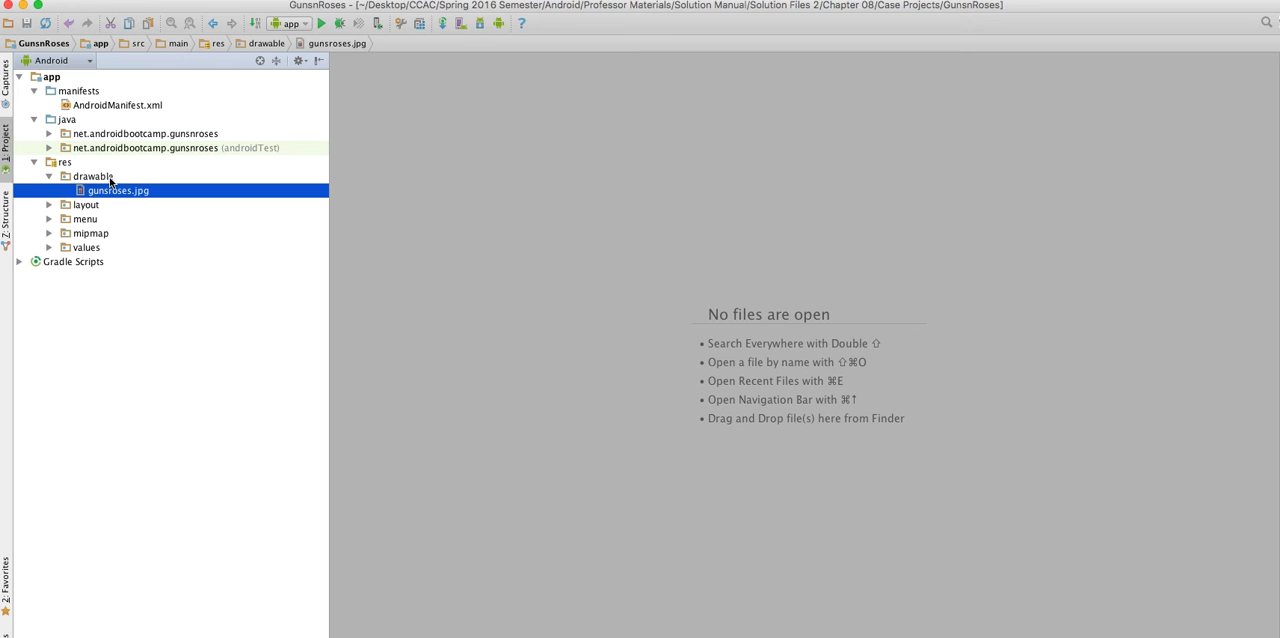 GunsnRoses - [~/Desktop/CCAC/Spring 2016 Semester/Android/Professor Materials/Solution Manual/Solution Files 2/Chapter 08/Case Projects/GunsnRoses]
app
GunsnRoses app src main res drawable gunsroses.jpg
Captures
1: Project
Z: Structure
2: Favorites
Android
app
manifests
AndroidManifest.xml
java
net.androidbootcamp.gunsnroses
net.androidbootcamp.gunsnroses (androidTest)
res
drawable
gunsroses.jpg
layout
menu
mipmap
values
Gradle Scripts
No files are open
• Search Everywhere with Double ⇧
• Open a file by name with ⇧⌘O
• Open Recent Files with ⌘E
• Open Navigation Bar with ⌘↑
• Drag and Drop file(s) here from Finder